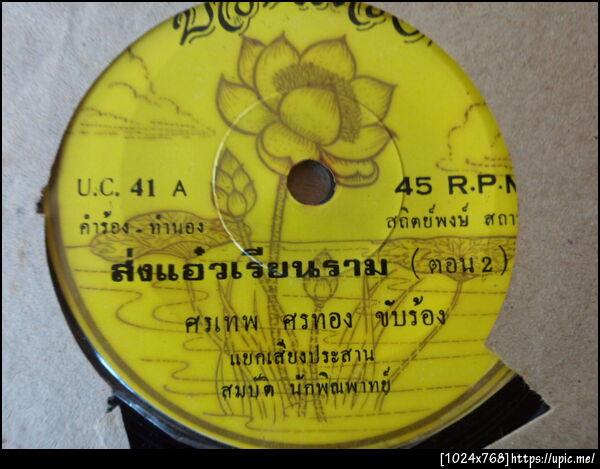 U.C. 41 A
45 R.P.M
คำร้อง - ทำนอง
สถิตย์พงษ์
ส่งแอ๋วเรียนราม (ตอน 2)
ศรเทพ ศรทอง ขับร้อง
แยกเสียงประสาน
สมบัติ นักพิณพาทย์
[1024x768]https://upic.me/